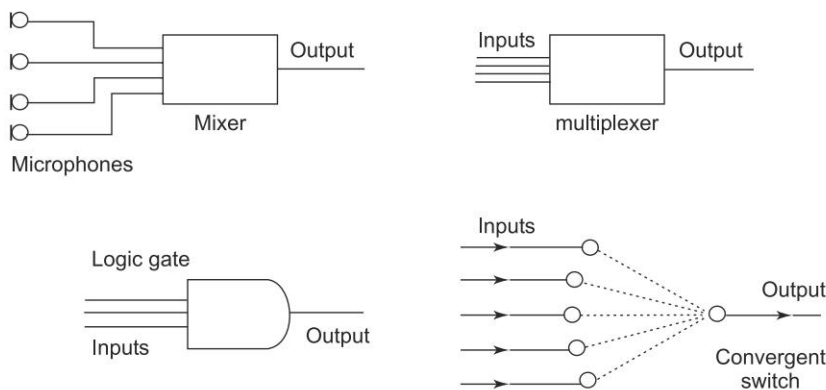 Output
Mixer
Microphones
Inputs
Output
multiplexer
Logic gate
Inputs
Output
Inputs
Output
Convergent
switch